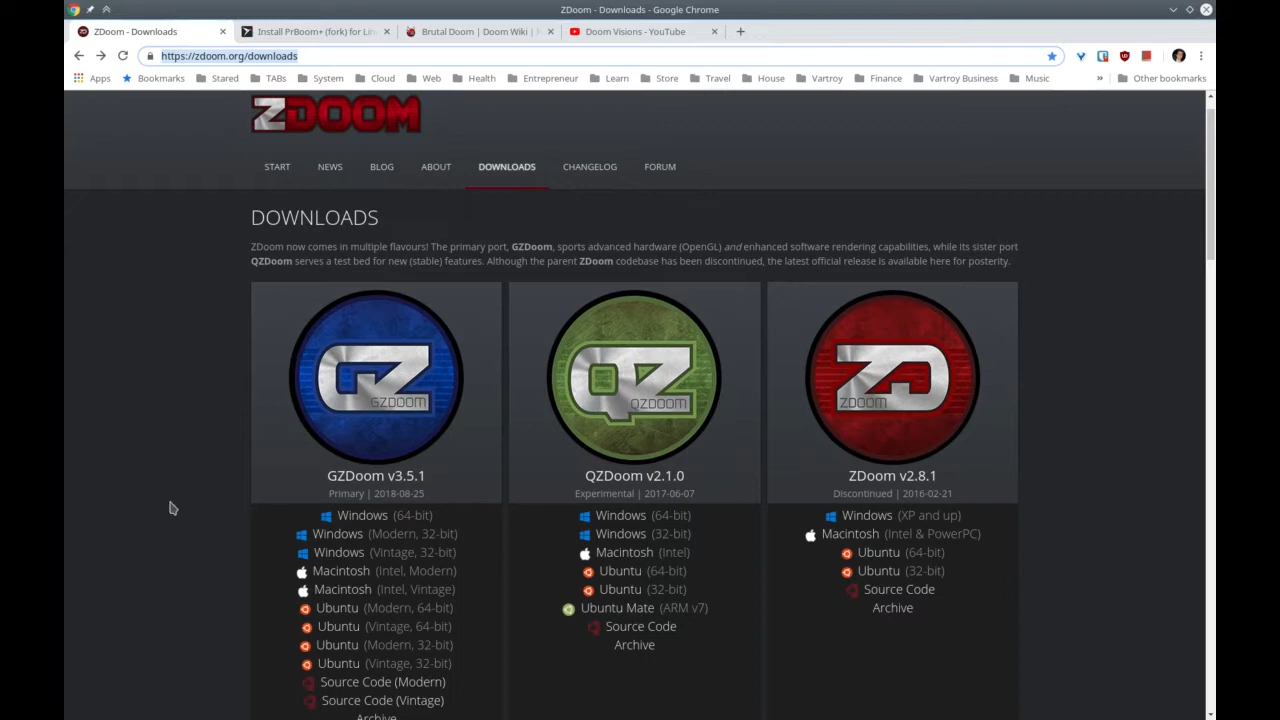 ZDoom - Downloads - Google Chrome
ZDoom - Downloads
Install PrBoom+ (fork) for Lin
Brutal Doom | Doom Wiki |
Doom Visions - YouTube
https://zdoom.org/downloads
Apps
Bookmarks
Stared
TABs
System
Cloud
Web
Health
Entrepreneur
Learn
Store
Travel
House
Vartroy
Finance
Vartroy Business
Music
»
Other bookmarks
ZDOOM
START
NEWS
BLOG
ABOUT
DOWNLOADS
CHANGELOG
FORUM
DOWNLOADS
ZDoom now comes in multiple flavours! The primary port, GZDoom, sports advanced hardware (OpenGL) and enhanced software rendering capabilities, while its sister port
QZDoom serves a test bed for new (stable) features. Although the parent ZDoom codebase has been discontinued, the latest official release is available here for posterity.
GZ
GZDOOM
GZDoom v3.5.1
Primary | 2018-08-25
Windows (64-bit)
Windows (Modern, 32-bit)
Windows (Vintage, 32-bit)
Macintosh (Intel, Modern)
Macintosh (Intel, Vintage)
Ubuntu (Modern, 64-bit)
Ubuntu (Vintage, 64-bit)
Ubuntu (Modern, 32-bit)
Ubuntu (Vintage, 32-bit)
Source Code (Modern)
Source Code (Vintage)
Archive
QZ
QZDOOM
QZDoom v2.1.0
Experimental | 2017-06-07
Windows (64-bit)
Windows (32-bit)
Macintosh (Intel)
Ubuntu (64-bit)
Ubuntu (32-bit)
Ubuntu Mate (ARM v7)
Source Code
Archive
ZD
ZDOOM
ZDoom v2.8.1
Discontinued | 2016-02-21
Windows (XP and up)
Macintosh (Intel & PowerPC)
Ubuntu (64-bit)
Ubuntu (32-bit)
Source Code
Archive